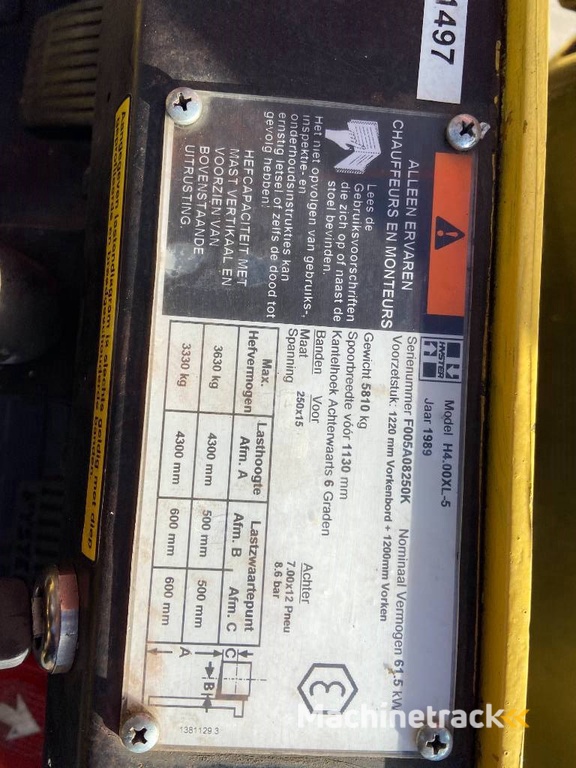 1497
ALLEEN ERVAREN
CHAUFFEURS EN MONTEURS
Lees de
Gebruiksvoorschriften
die zich op of naast de
stoel bevinden.
Het niet opvolgen van gebruiks-,
inspektie- en
onderhoudsinstrukties kan
ernstig letsel of zelfs de dood tot
gevolg hebben!
HEFCAPACITEIT MET
MAST VERTIKAAL EN
VOORZIEN VAN
BOVENSTAANDE
UITRUSTING.
HYSTER
Model H4.00XL-5
Jaar 1989
Serienummer F005A08250K Nominaal Vermogen 61.5 kW
Voorzetstuk 1220 mm Vorkenbord + 1200mm Vorken
Gewicht 5810 kg
Spoorbreedte vóór 1130 mm
Kantelhoek Achterwaarts 6 Graden
Banden Voor Achter
Maat 250x15 7.00x12 Pneu
Spanning 8.6 bar
Max. Hefvermogen Lasthoogte Afm. A Lastzwaartepunt Afm. B Afm. C
3630 kg 4300 mm 500 mm 500 mm
3330 kg 4300 mm 600 mm 600 mm
C
B
A
1381129 3
Machinetrack